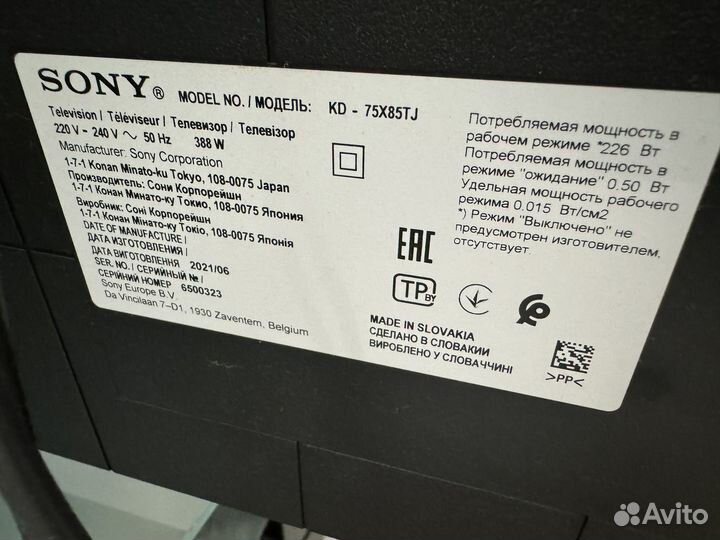 SONY® MODEL NO. / МОДЕЛЬ: KD - 75X85TJ
Television / Téléviseur / Телевизор / Телевізор
220 V - 240 V ~ 50 Hz 388 W
Manufacturer: Sony Corporation
1-7-1 Konan Minato-ku Tokyo, 108-0075 Japan
Производитель: Сони Корпорейшн
1-7-1 Конан Минато-ку Токио, 108-0075 Япония
Виробник: Соні Корпорейшн
1-7-1 Конан Мінато-ку Токіо, 108-0075 Японія
DATE OF MANUFACTURE /
ДАТА ИЗГОТОВЛЕНИЯ /
ДАТА ВИГОТОВЛЕННЯ 2021/06
SER. NO./ СЕРИЙНЫЙ № /
СЕРІЙНИЙ НОМЕР 6500323
Sony Europe B.V.
Da Vincilaan 7-D1, 1930 Zaventem, Belgium
Потребляемая мощность в
рабочем режиме *226 Вт
Потребляемая мощность в
режиме "ожидание" 0.50 Вт
Удельная мощность рабочего
режима 0.015 Вт/см2
*) Режим "Выключено" не
предусмотрен изготовителем,
отсутствует.
EAC
TP BY
MADE IN SLOVAKIA
СДЕЛАНО В СЛОВАКИИ
ВИРОБЛЕНО У СЛОВАЧЧИНІ
>PP<
Avito